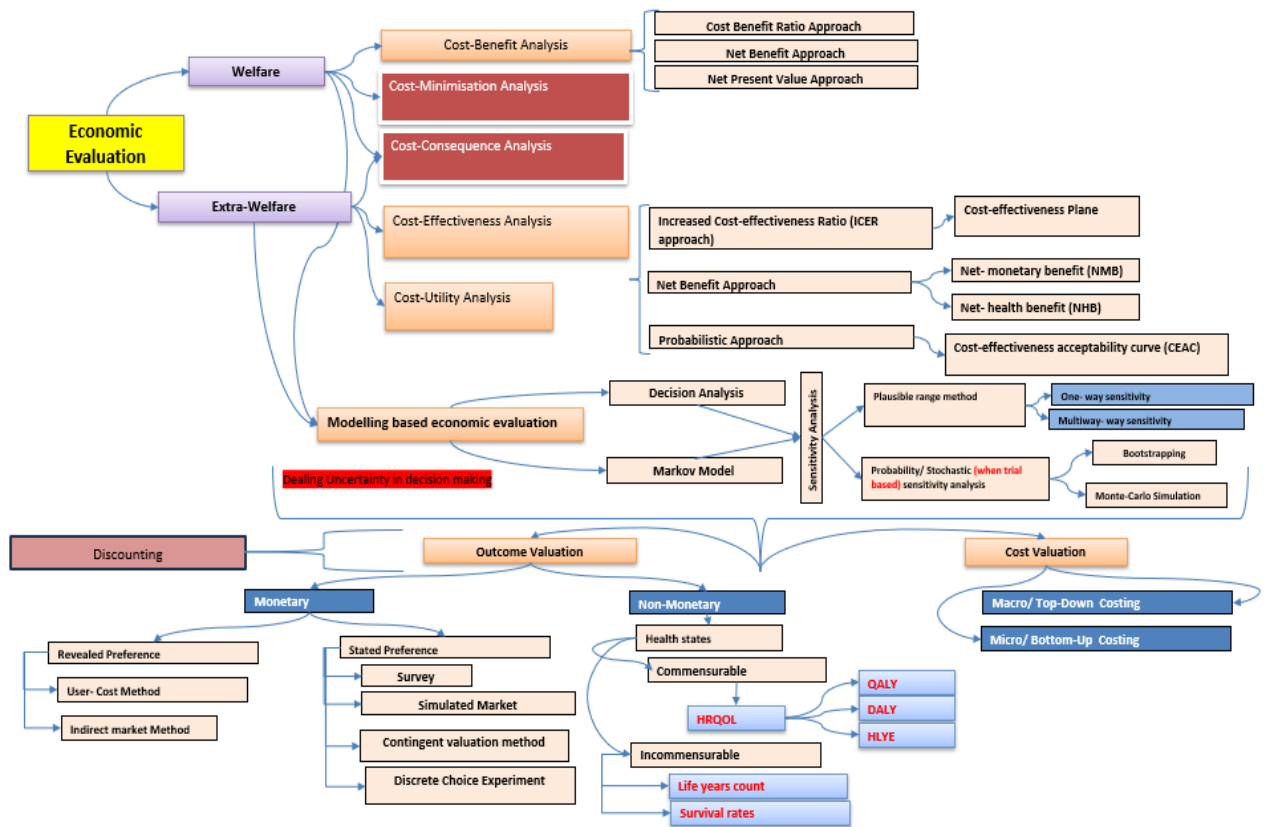 Economic
Evaluation
Welfare
Extra-Welfare
Cost-Benefit Analysis
Cost-Minimisation Analysis
Cost-Consequence Analysis
Cost-Effectiveness Analysis
Cost-Utility Analysis
Cost Benefit Ratio Approach
Net Benefit Approach
Net Present Value Approach
Increased Cost-effectiveness Ratio (ICER
approach)
Cost-effectiveness Plane
Net Benefit Approach
Net- monetary benefit (NMB)
Net- health benefit (NHB)
Probabilistic Approach
Cost-effectiveness acceptability curve (CEAC)
Modelling based economic evaluation
Decision Analysis
Markov Model
Sensitivity Analysis
Plausible range method
One- way sensitivity
Multiway- way sensitivity
Probability/ Stochastic (when trial
based) sensitivity analysis
Bootstrapping
Monte-Carlo Simulation
Dealing Uncertainty in decision making
Discounting
Outcome Valuation
Cost Valuation
Monetary
Non-Monetary
Macro/ Top-Down Costing
Micro/ Bottom-Up Costing
Revealed Preference
User- Cost Method
Indirect market Method
Stated Preference
Survey
Simulated Market
Contingent valuation method
Discrete Choice Experiment
Health states
Commensurable
HRQOL
QALY
DALY
HLYE
Incommensurable
Life years count
Survival rates